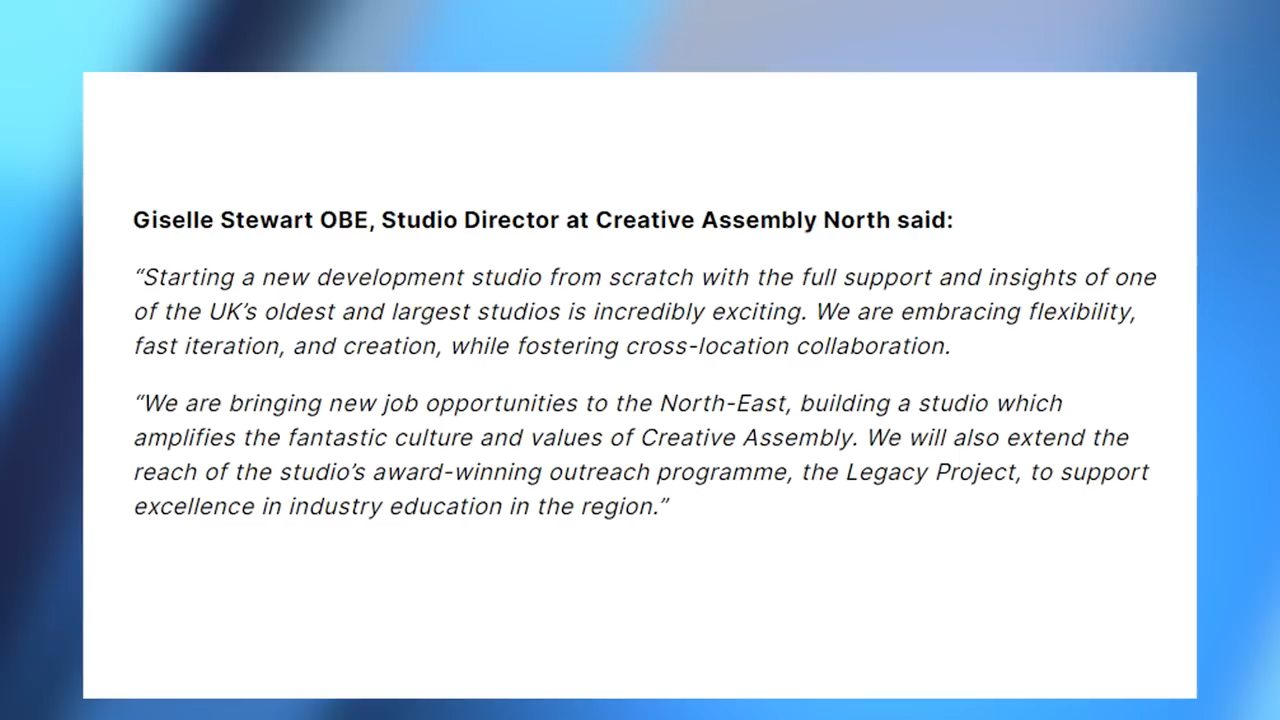 Giselle Stewart OBE, Studio Director at Creative Assembly North said:
“Starting a new development studio from scratch with the full support and insights of one
of the UK’s oldest and largest studios is incredibly exciting. We are embracing flexibility,
fast iteration, and creation, while fostering cross-location collaboration.
“We are bringing new job opportunities to the North-East, building a studio which
amplifies the fantastic culture and values of Creative Assembly. We will also extend the
reach of the studio’s award-winning outreach programme, the Legacy Project, to support
excellence in industry education in the region.”